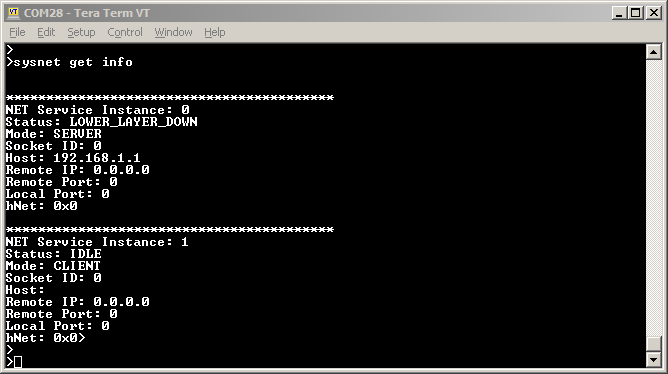 VT
COM28 - Tera Term VT
File Edit Setup Control Window Help
>
>sysnet get info
******************************************
NET Service Instance: 0
Status: LOWER_LAYER_DOWN
Mode: SERVER
Socket ID: 0
Host: 192.168.1.1
Remote IP: 0.0.0.0
Remote Port: 0
Local Port: 0
hNet: 0x0
******************************************
NET Service Instance: 1
Status: IDLE
Mode: CLIENT
Socket ID: 0
Host:
Remote IP: 0.0.0.0
Remote Port: 0
Local Port: 0
hNet: 0x0>
>
>